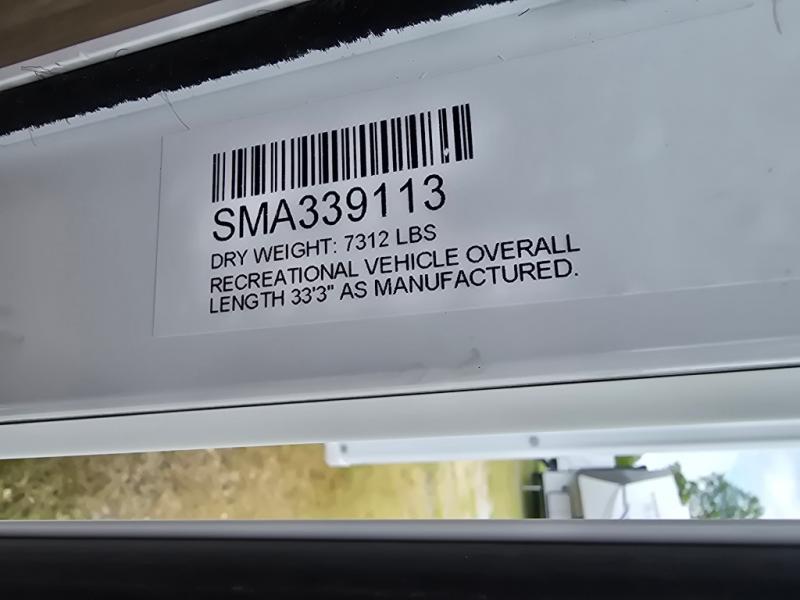 SMA339113
DRY WEIGHT: 7312 LBS
RECREATIONAL VEHICLE OVERALL
LENGTH 33'3" AS MANUFACTURED.